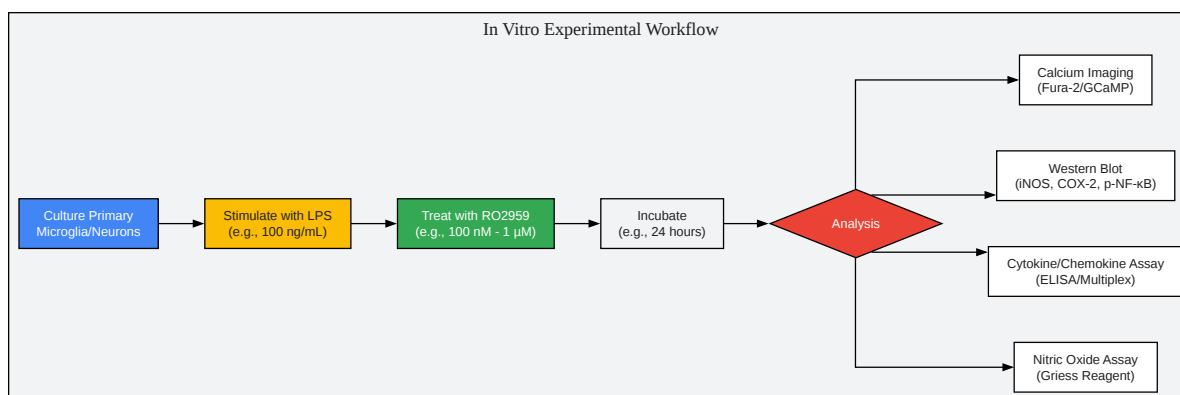 In Vitro Experimental Workflow
Calcium Imaging
(Fura-2/GCaMP)
Western Blot
(iNOS, COX-2, p-NF-κB)
Culture Primary
Microglia/Neurons
Stimulate with LPS
(e.g., 100 ng/mL)
Treat with RO2959
(e.g., 100 nM - 1 µM)
Incubate
(e.g., 24 hours)
Analysis
Cytokine/Chemokine Assay
(ELISA/Multiplex)
Nitric Oxide Assay
(Griess Reagent)